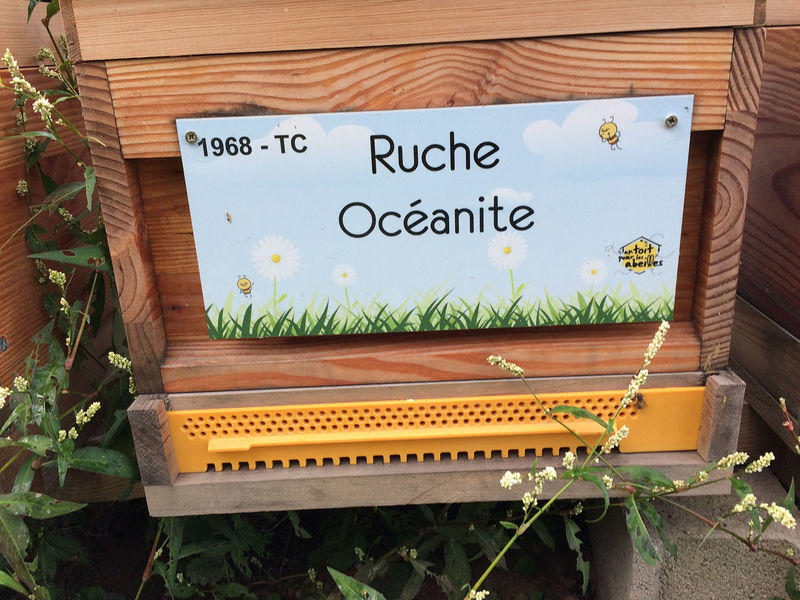 1968 - TC
Ruche
Océanite
un toit
pour les
abeilles